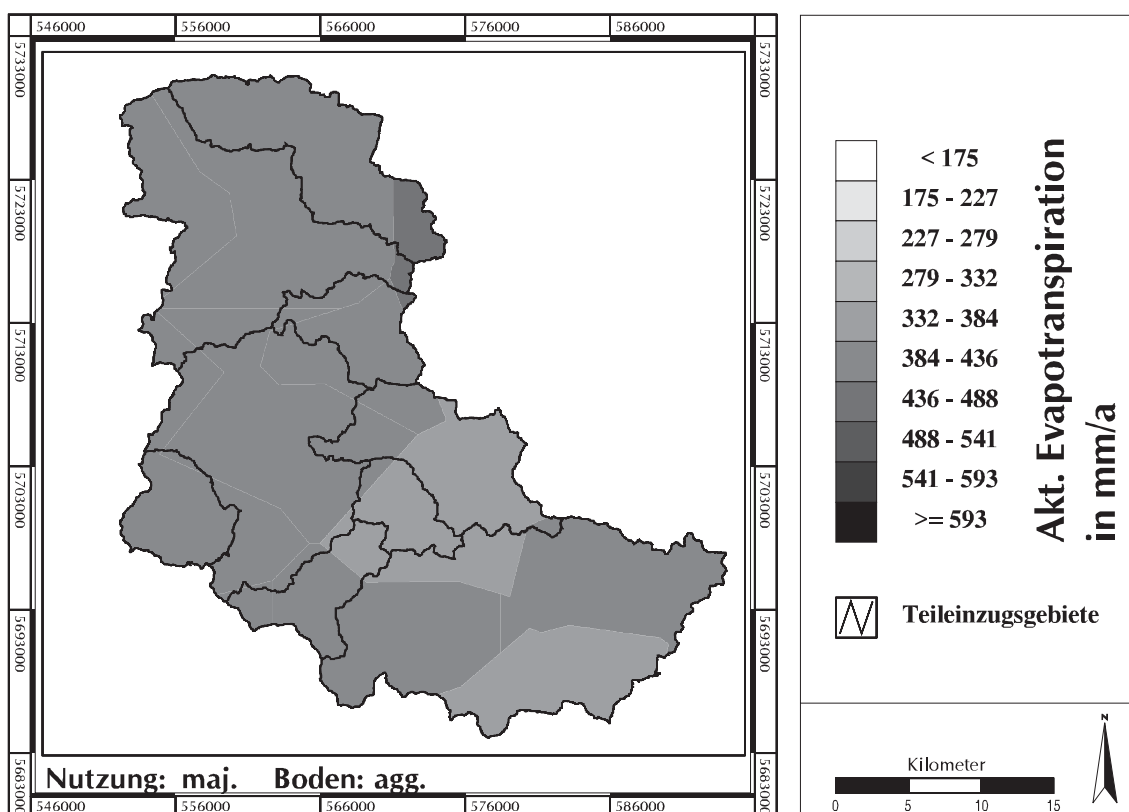 546000 556000 566000 576000 586000
5733000 5733000
5723000 5723000
5713000 5713000
5703000 5703000
5693000 5693000
5683000 5683000
Nutzung: maj. Boden: agg.
546000 556000 566000 576000 586000
< 175
175 - 227
227 - 279
279 - 332
332 - 384
384 - 436
436 - 488
488 - 541
541 - 593
>= 593
Akt. Evapotranspiration
in mm/a
Teileinzugsgebiete
Kilometer
0 5 10 15
N